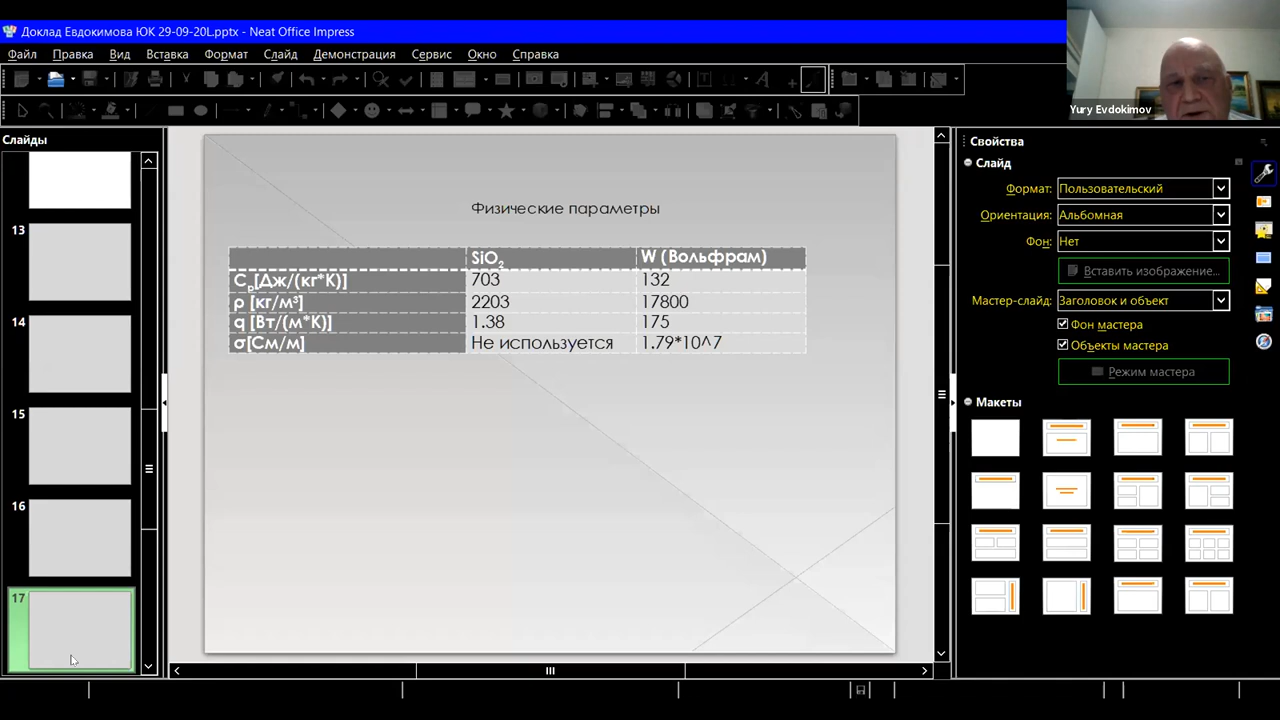 Доклад Евдокимова ЮК 29-09-20L.pptx - Neat Office Impress
Файл Правка Вид Вставка Формат Слайд Демонстрация Сервис Окно Справка
Yury Evdokimov
Слайды
13
14
15
16
17
Физические параметры
SiO₂ W (Вольфрам)
Cp[Дж/(кг*К)] 703 132
ρ [кг/м³] 2203 17800
q [Вт/(м*К)] 1.38 175
σ[См/м] Не используется 1.79*10^7
Свойства
Слайд
Формат: Пользовательский
Ориентация: Альбомная
Фон: Нет
Вставить изображение...
Мастер-слайд: Заголовок и объект
Фон мастера
Объекты мастера
Режим мастера
Макеты